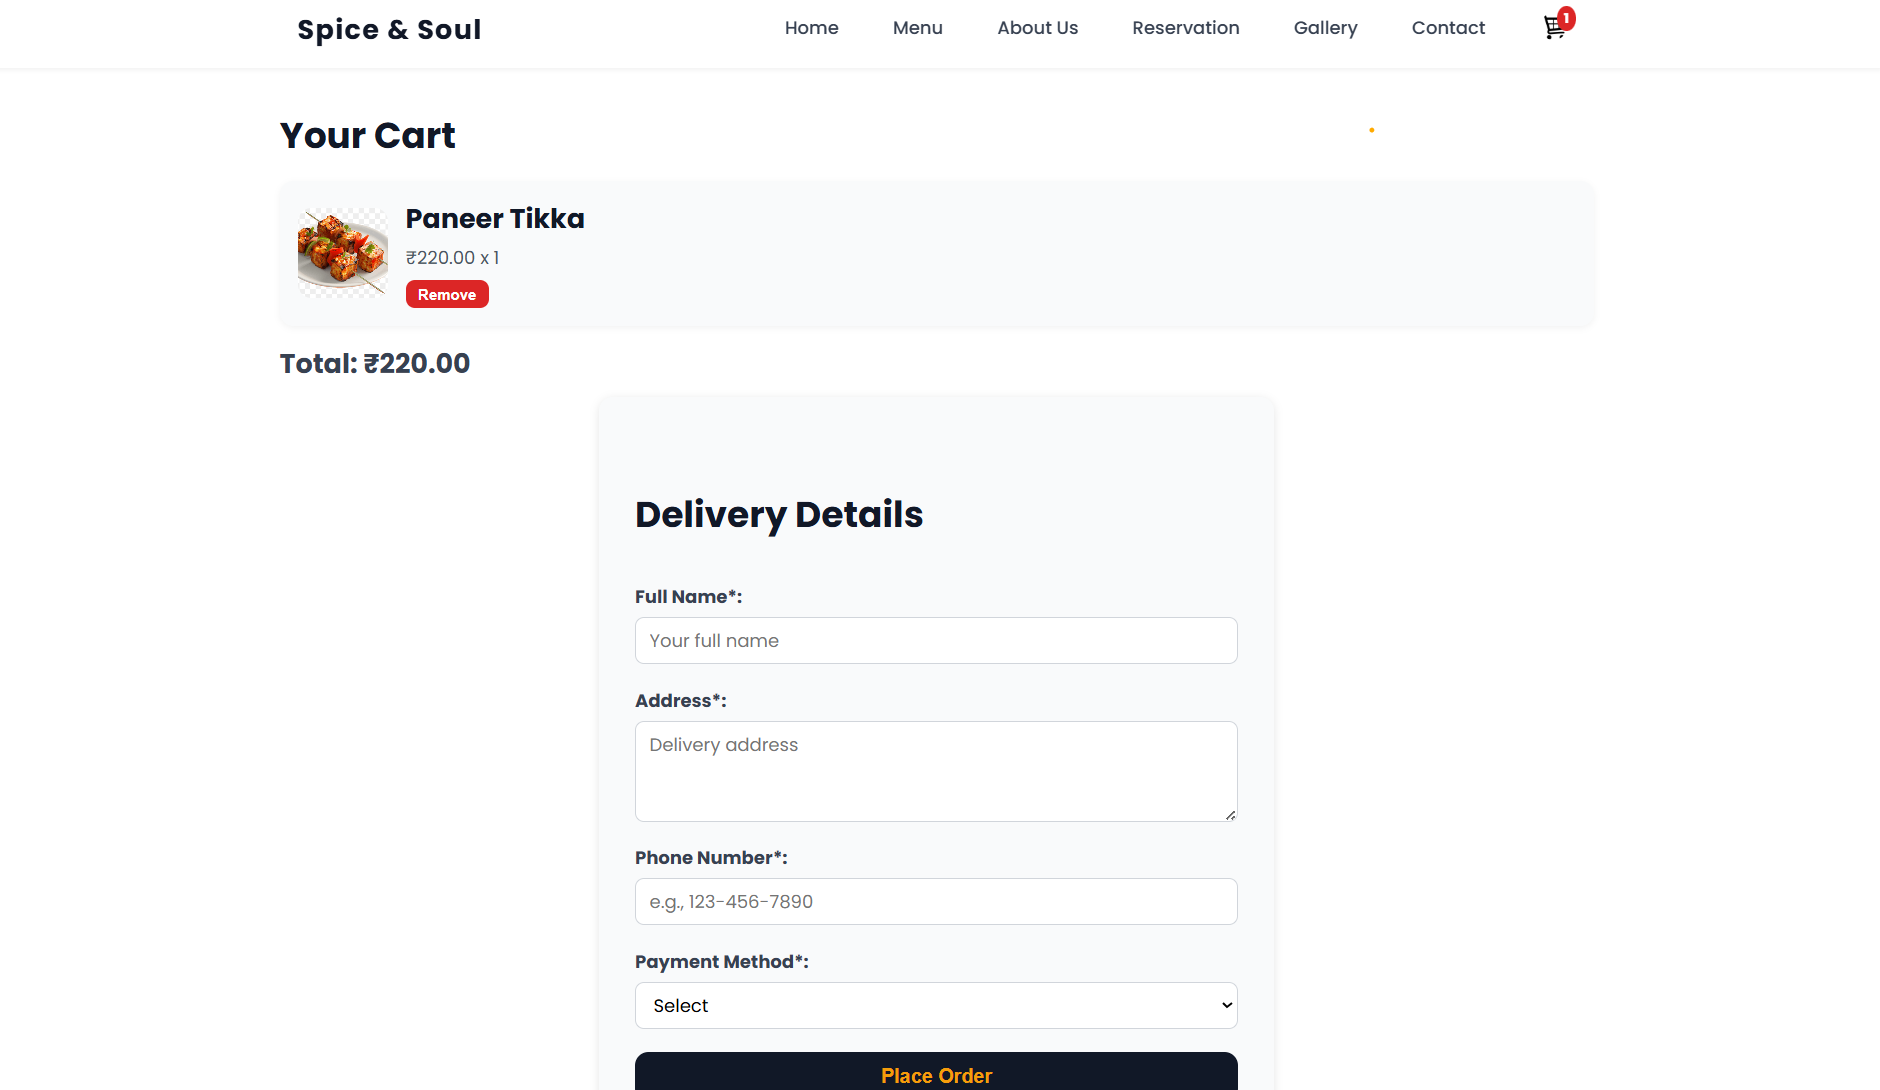 Spice & Soul
Home Menu About Us Reservation Gallery Contact 1
Your Cart
Paneer Tikka
₹220.00 x 1
Remove
Total: ₹220.00
Delivery Details
Full Name*:
Your full name
Address*:
Delivery address
Phone Number*:
e.g., 123-456-7890
Payment Method*:
Select
Place Order